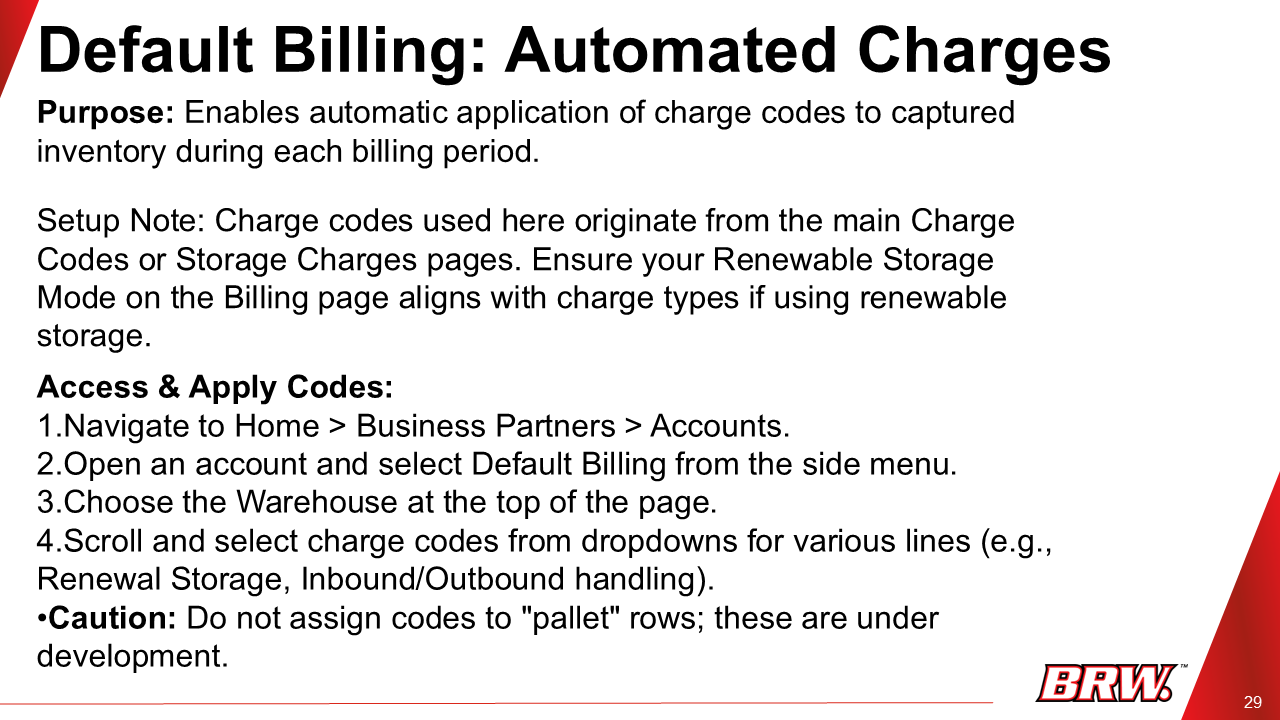 Default Billing: Automated Charges
Purpose: Enables automatic application of charge codes to captured
inventory during each billing period.
Setup Note: Charge codes used here originate from the main Charge
Codes or Storage Charges pages. Ensure your Renewable Storage
Mode on the Billing page aligns with charge types if using renewable
storage.
Access & Apply Codes:
1.Navigate to Home > Business Partners > Accounts.
2.Open an account and select Default Billing from the side menu.
3.Choose the Warehouse at the top of the page.
4.Scroll and select charge codes from dropdowns for various lines (e.g.,
Renewal Storage, Inbound/Outbound handling).
•Caution: Do not assign codes to "pallet" rows; these are under
development.
BRW.™
29